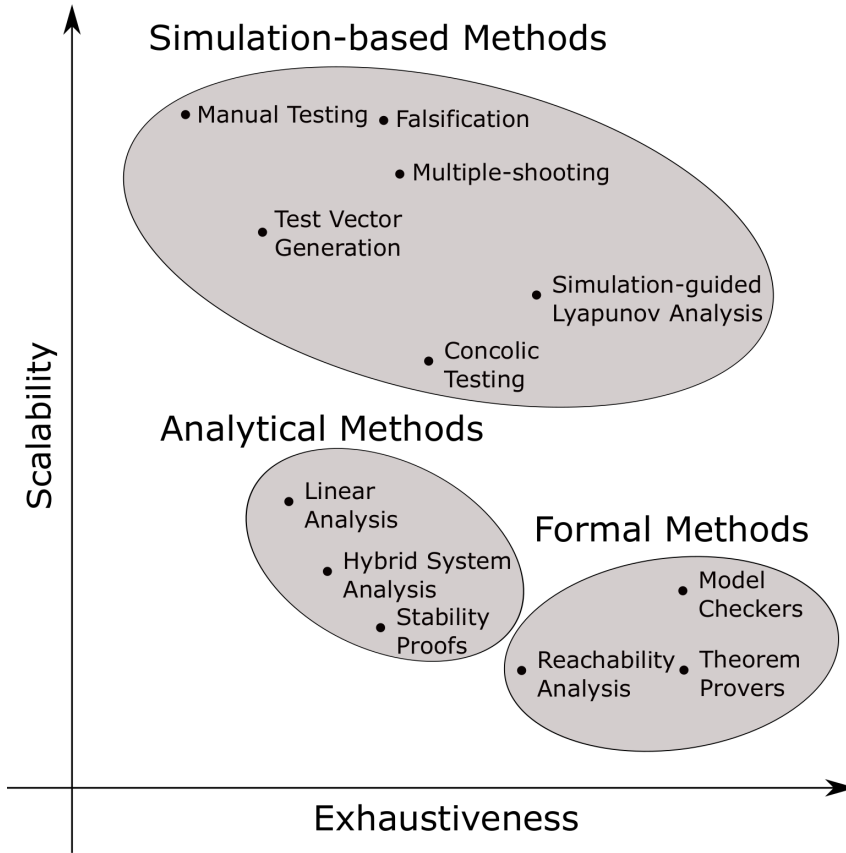 Simulation-based Methods
Manual Testing
Falsification
Multiple-shooting
Test Vector
Generation
Simulation-guided
Lyapunov Analysis
Concolic
Testing
Scalability
Analytical Methods
Linear
Analysis
Hybrid System
Analysis
Stability
Proofs
Formal Methods
Model
Checkers
Reachability
Analysis
Theorem
Provers
Exhaustiveness